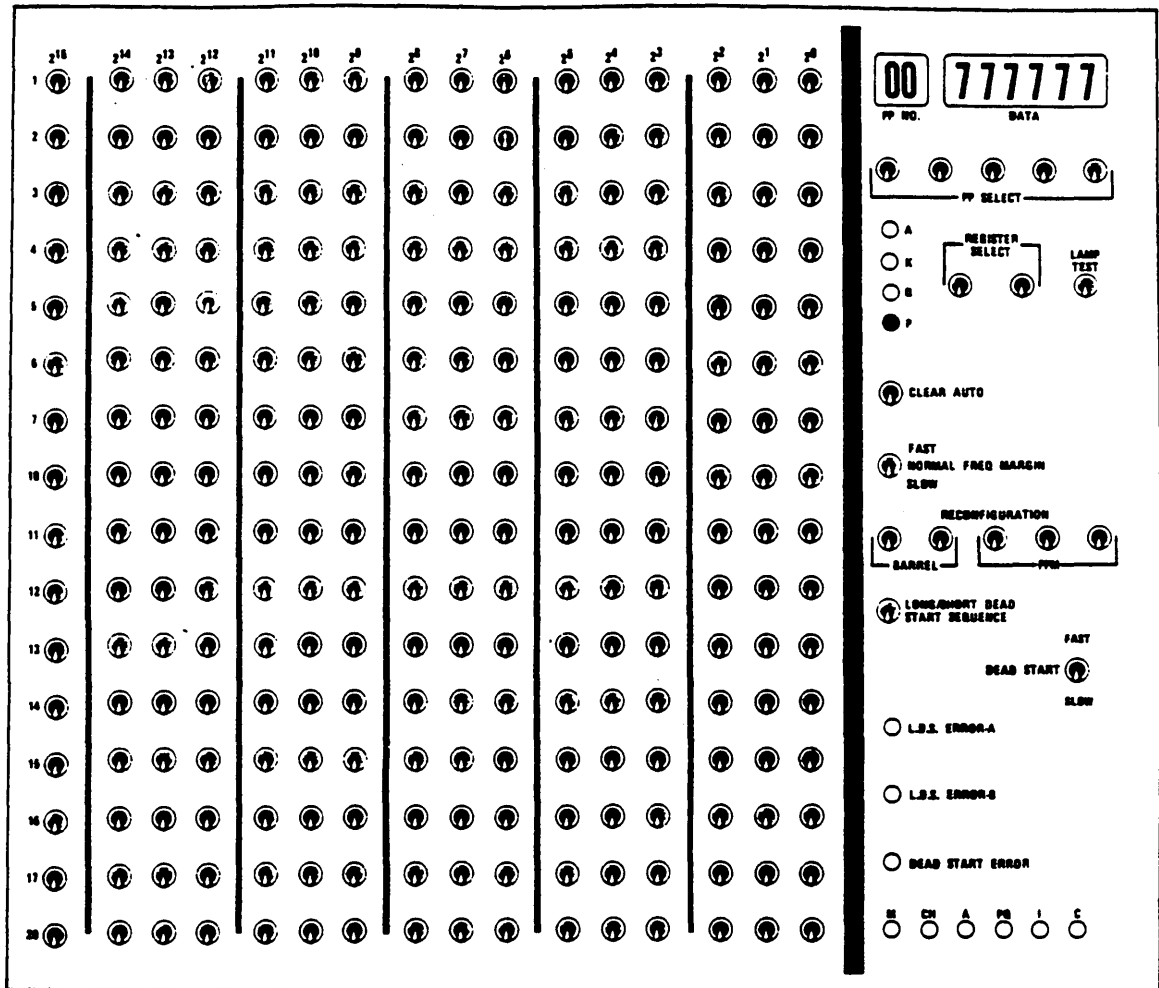 2¹⁵ 2¹⁴ 2¹³ 2¹² 2¹¹ 2¹⁰ 2⁹ 2⁸ 2⁷ 2⁶ 2⁵ 2⁴ 2³ 2² 2¹ 2⁰
1
2
3
4
5
6
7
10
11
12
13
14
15
16
17
20
00 777777
PP NO. DATA
PP SELECT
A
K
Q
P
REGISTER
SELECT
LAMP
TEST
CLEAR AUTO
FAST
NORMAL FREQ MARGIN
SLOW
RECONFIGURATION
BARREL PPM
LONG/SHORT DEAD
START SEQUENCE
FAST
DEAD START
SLOW
L.D.S. ERROR-A
L.D.S. ERROR-B
DEAD START ERROR
M CH A PQ I C